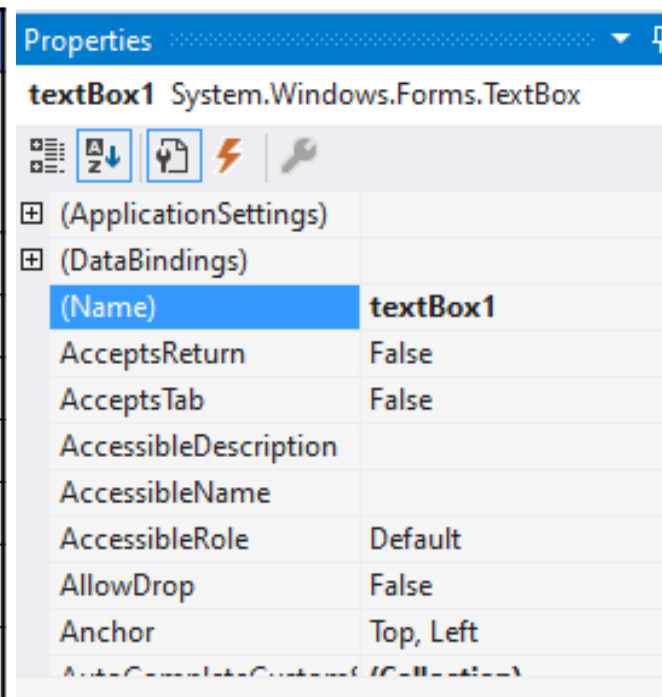 Properties
textBox1 System.Windows.Forms.TextBox
(ApplicationSettings)
(DataBindings)
(Name) textBox1
AcceptsReturn False
AcceptsTab False
AccessibleDescription
AccessibleName
AccessibleRole Default
AllowDrop False
Anchor Top, Left
(Collection)